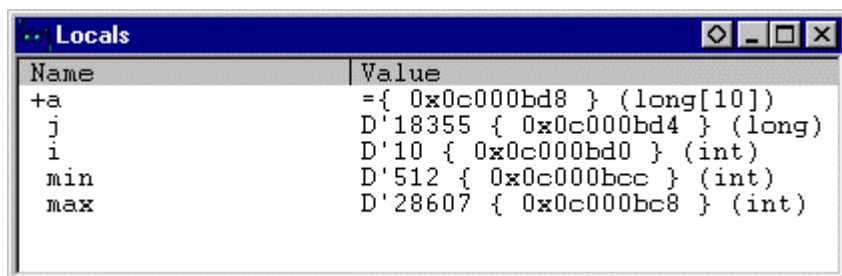 Locals
Name Value
+a ={ 0x0c000bd8 } (long[10])
j D'18355 { 0x0c000bd4 } (long)
i D'10 { 0x0c000bd0 } (int)
min D'512 { 0x0c000bcc } (int)
max D'28607 { 0x0c000bc8 } (int)